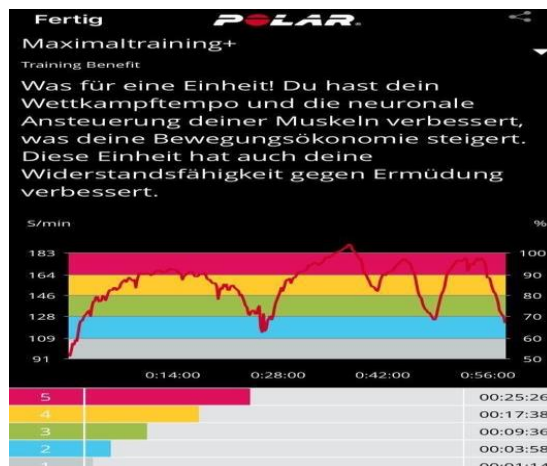 Fertig POLAR.
Maximaltraining+
Training Benefit
Was für eine Einheit! Du hast dein
Wettkampftempo und die neuronale
Ansteuerung deiner Muskeln verbessert,
was deine Bewegungsökonomie steigert.
Diese Einheit hat auch deine
Widerstandsfähigkeit gegen Ermüdung
verbessert.
S/min %
183 100
164 90
146 80
128 70
109 60
91 50
0:14:00 0:28:00 0:42:00 0:56:00
5 00:25:26
4 00:17:38
3 00:09:36
2 00:03:58